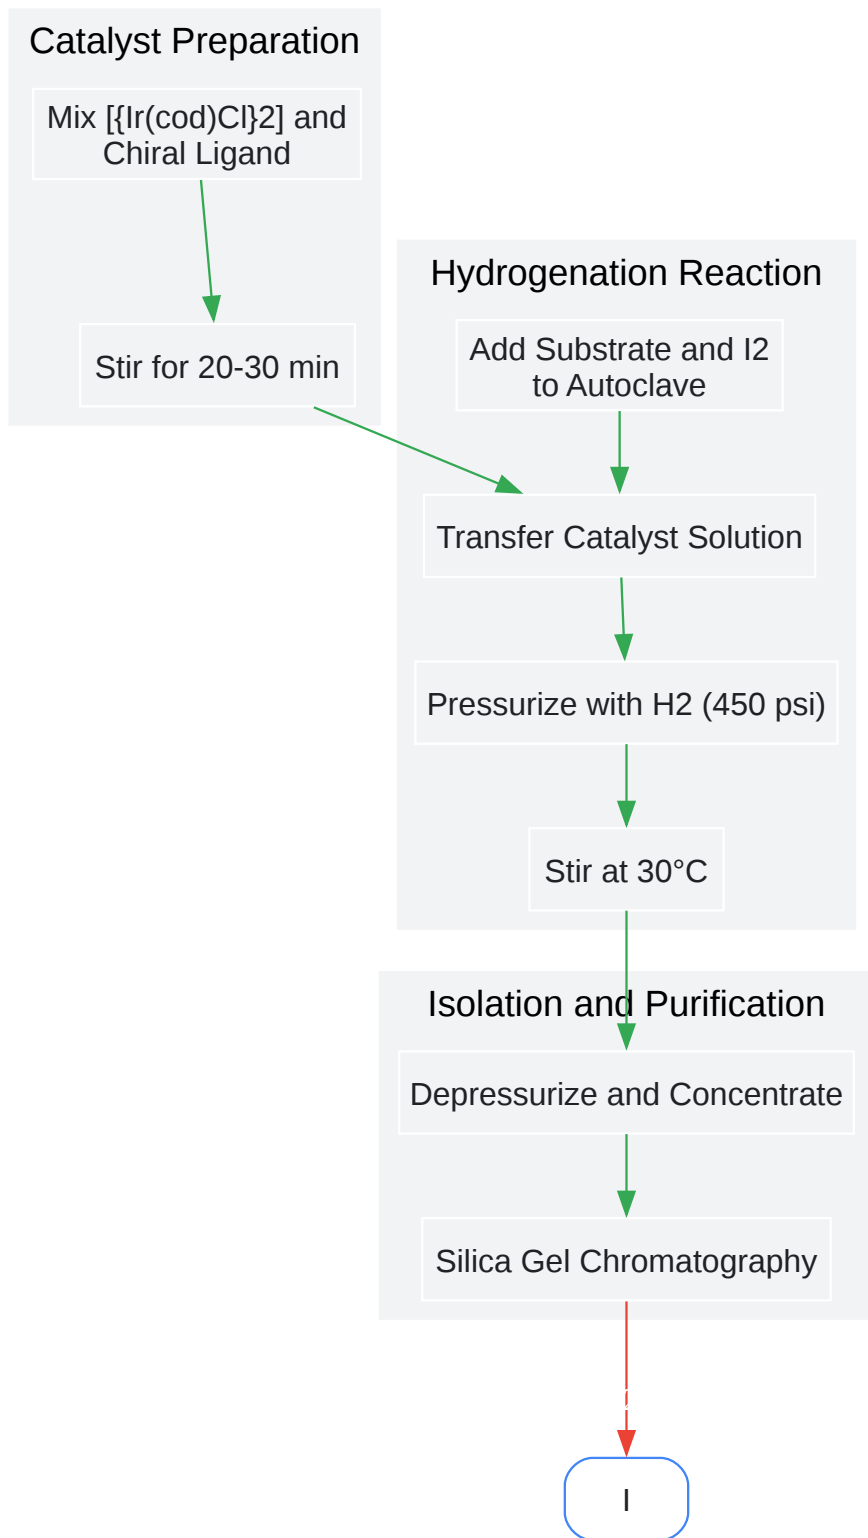 Catalyst Preparation
Mix [{Ir(cod)Cl}2] and
Chiral Ligand
Stir for 20-30 min
Hydrogenation Reaction
Add Substrate and I2
to Autoclave
Transfer Catalyst Solution
Pressurize with H2 (450 psi)
Stir at 30°C
Isolation and Purification
Depressurize and Concentrate
Silica Gel Chromatography
I